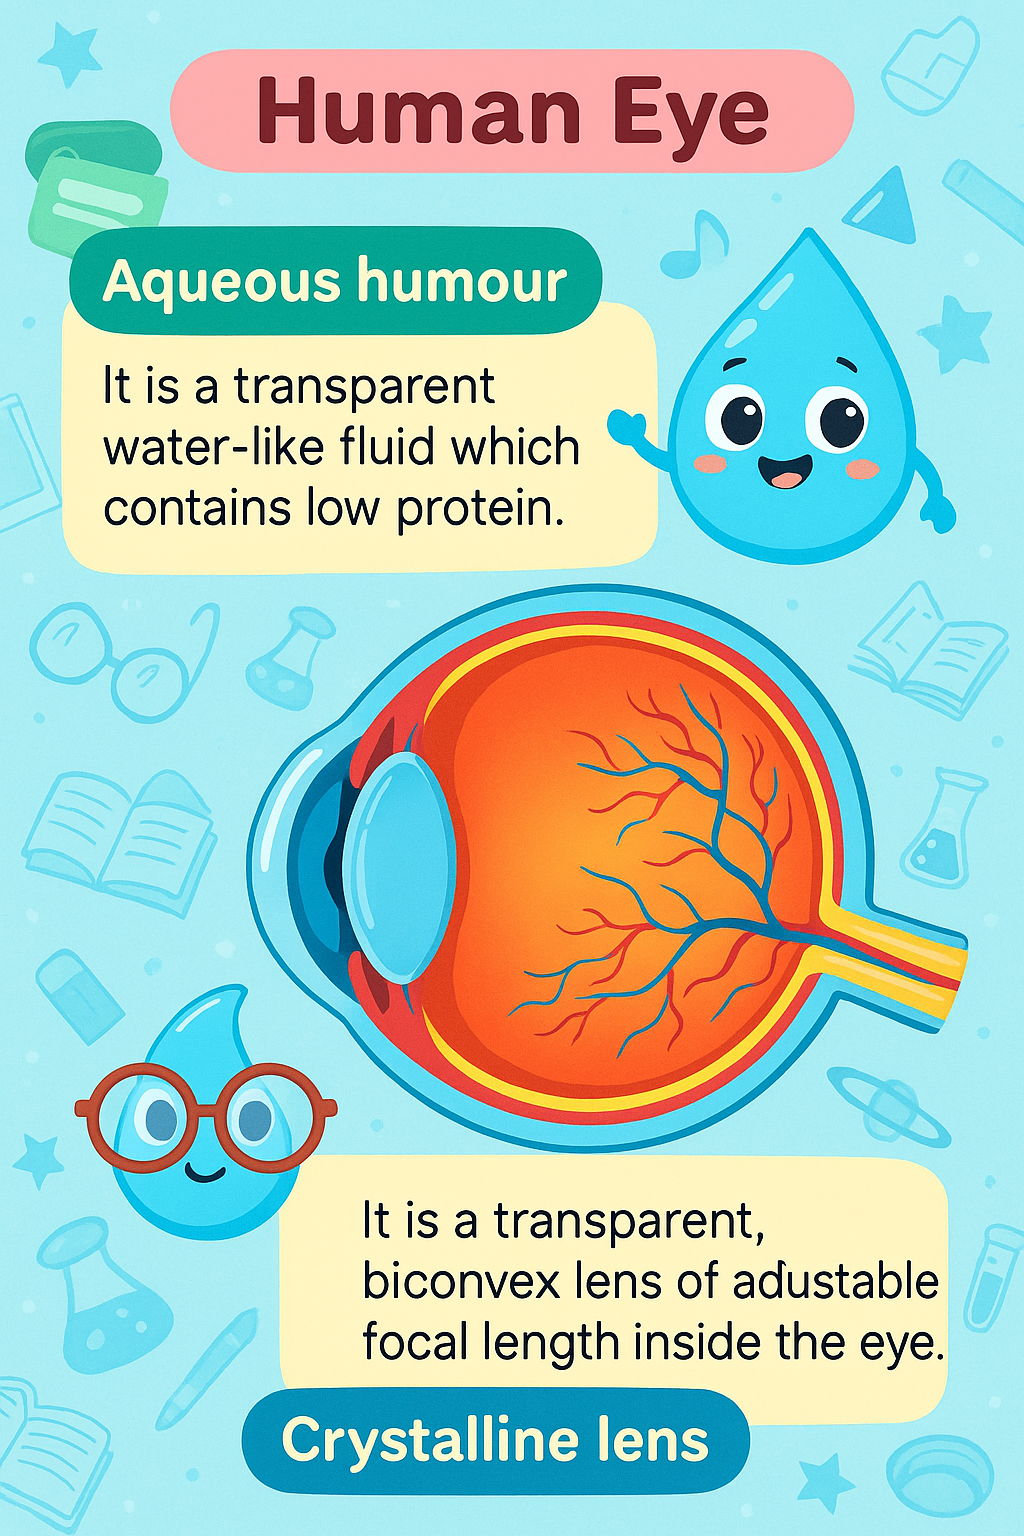 Human Eye
Aqueous humour
It is a transparent
water-like fluid which
contains low protein.
It is a transparent,
biconvex lens of adustable
focal length inside the eye.
Crystalline lens